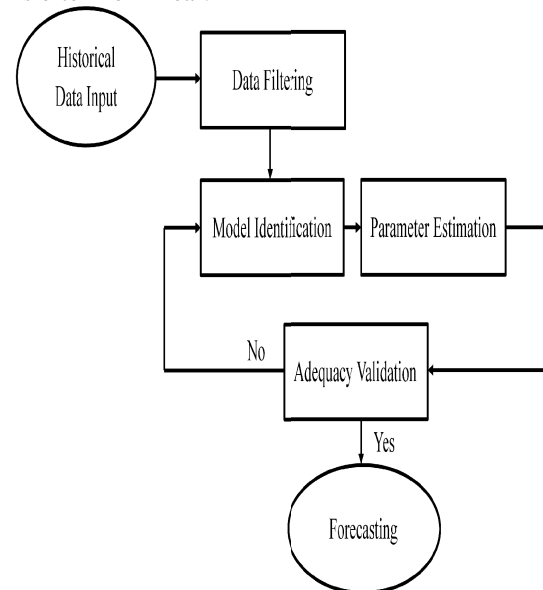 Historical
Data Input
Data Filtering
Model Identification
Parameter Estimation
No
Adequacy Validation
Yes
Forecasting